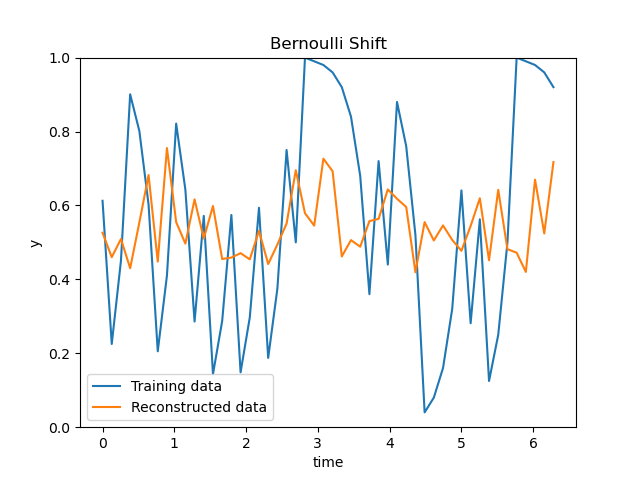 Bernoulli Shift
1.0
0.8
0.6
0.4
0.2
0.0
y
Training data
Reconstructed data
0 1 2 3 4 5 6
time